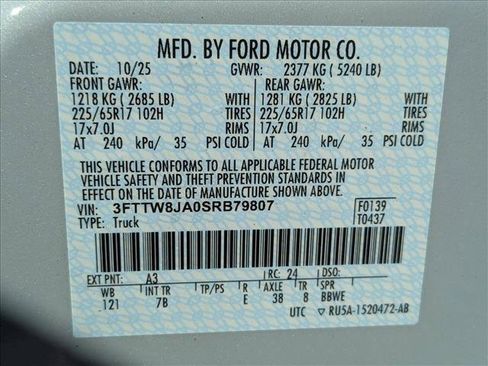 MFD. BY FORD MOTOR CO.
DATE: 10/25 GVWR: 2377 KG ( 5240 LB)
FRONT GAWR: REAR GAWR:
1218 KG ( 2685 LB) WITH 1281 KG ( 2825 LB) WITH
225/65R17 102H TIRES 225/65R17 102H TIRES
17x7.0J RIMS 17x7.0J RIMS
AT 240 kPa/ 35 PSI COLD AT 240 kPa/ 35 PSI COLD
THIS VEHICLE CONFORMS TO ALL APPLICABLE FEDERAL MOTOR
VEHICLE SAFETY AND THEFT PREVENTION STANDARDS IN
EFFECT ON THE DATE OF MANUFACTURE SHOWN ABOVE.
VIN: 3FTTW8JA0SRB79807 F0139
TYPE: Truck T0437
EXT PNT: A3 RC: 24 DSO:
WB INT TR TP/PS R AXLE TR SPR
121 7B E 38 8 BBWE
UTC ▽ RU5A-1520472-AB